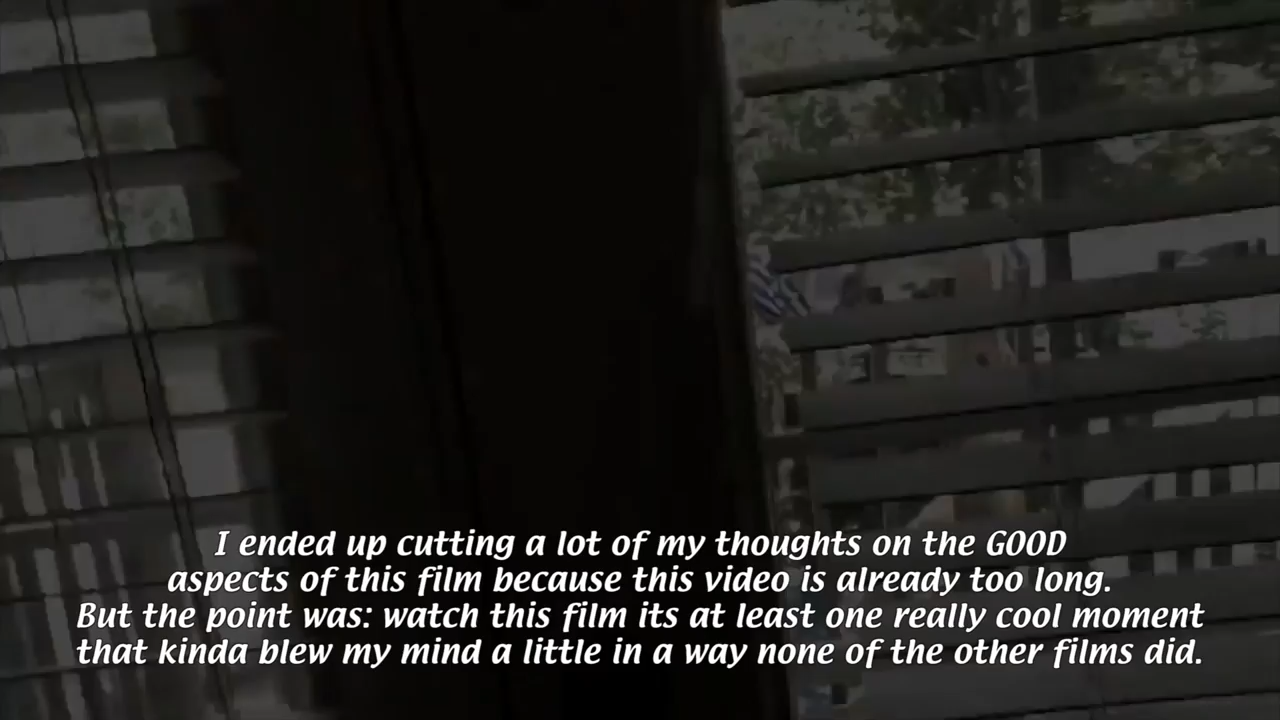 I ended up cutting a lot of my thoughts on the GOOD
aspects of this film because this video is already too long.
But the point was: watch this film its at least one really cool moment
that kinda blew my mind a little in a way none of the other films did.